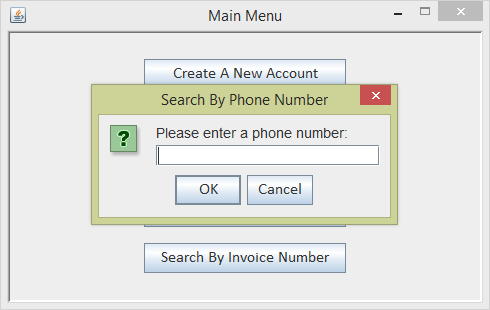 Main Menu
Create A New Account
Search By Phone Number
?
Please enter a phone number:
OK Cancel
Search By Invoice Number